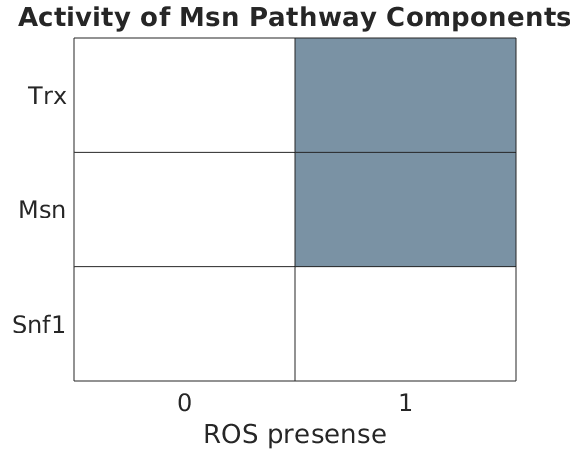 Activity of Msn Pathway Components
Trx
Msn
Snf1
0 1
ROS presense